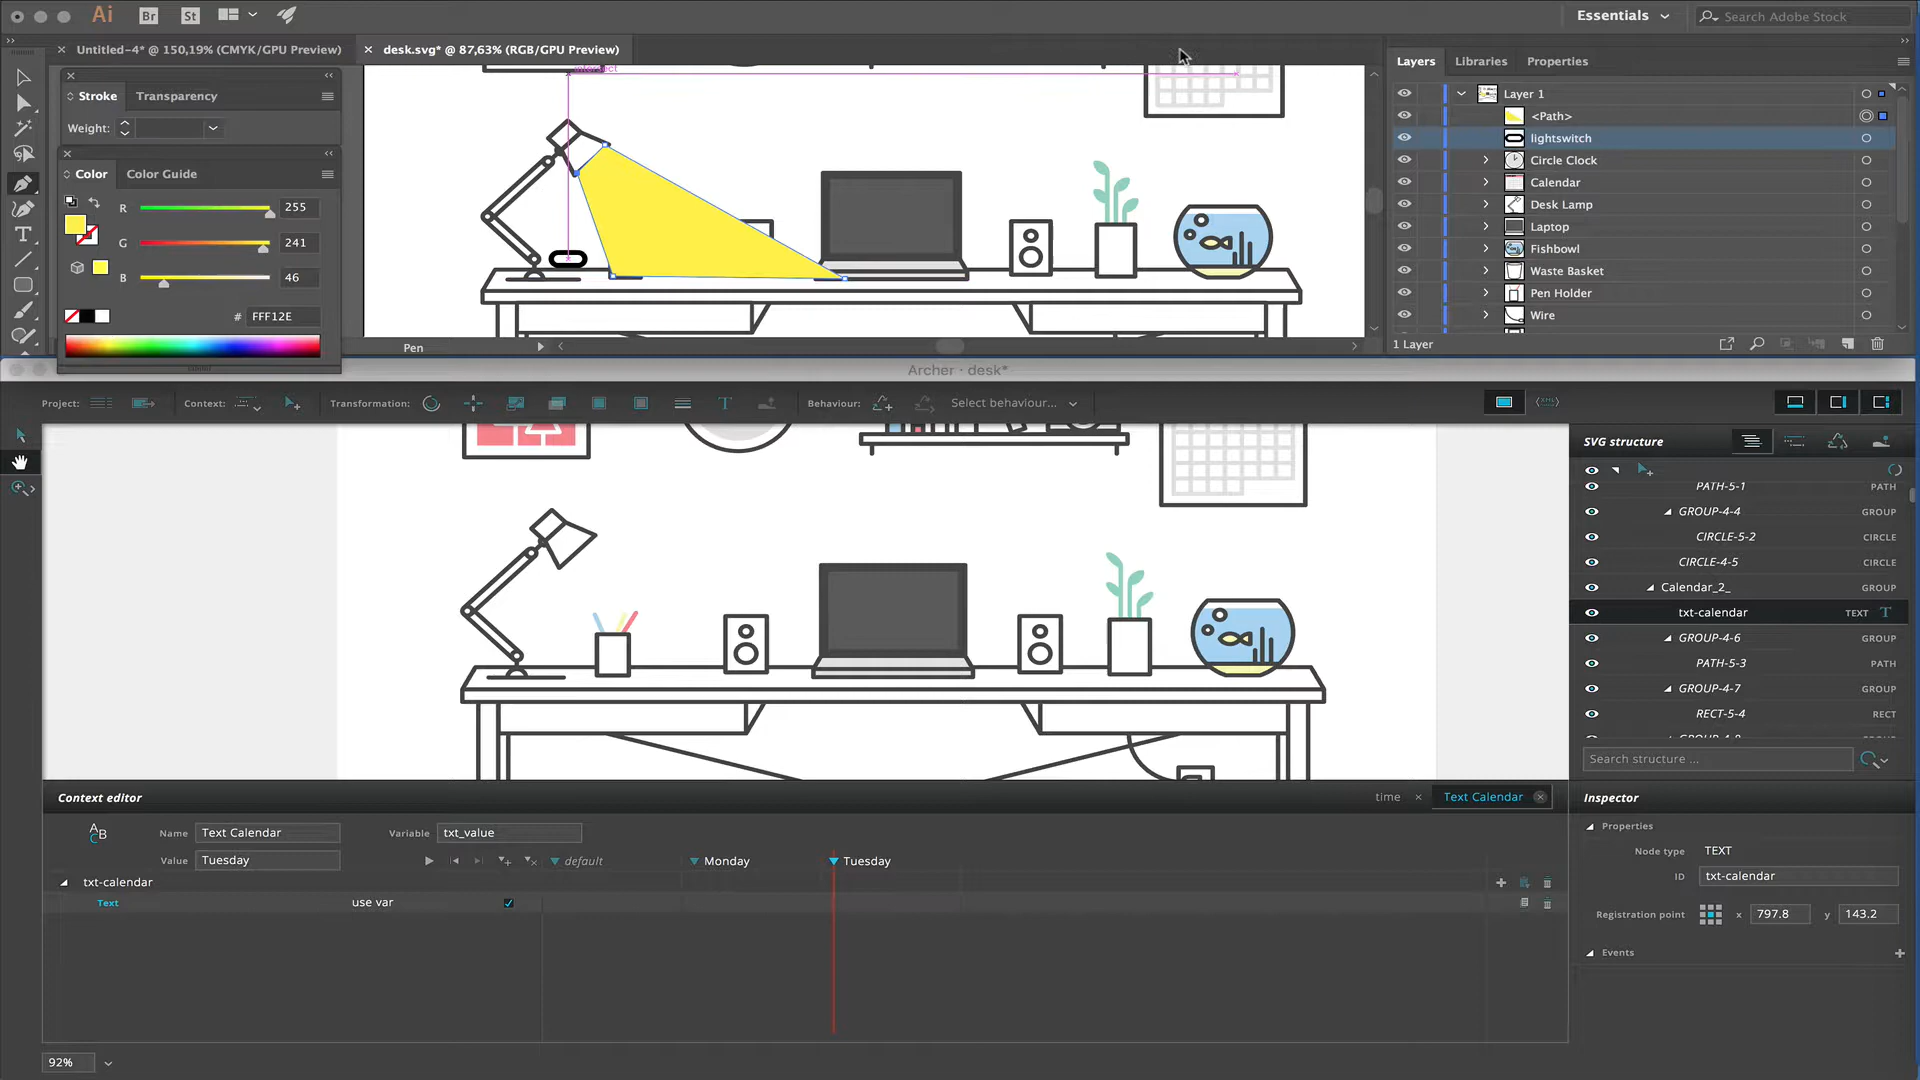 Ai
Br
St
Essentials
Search Adobe Stock
Untitled-4* @ 150,19% (CMYK/GPU Preview)
desk.svg* @ 87,63% (RGB/GPU Preview)
Stroke
Transparency
Weight:
Color
Color Guide
R
255
G
241
B
46
# FFF12E
intersect
Pen
Layers
Libraries
Properties
Layer 1
<Path>
lightswitch
Circle Clock
Calendar
Desk Lamp
Laptop
Fishbowl
Waste Basket
Pen Holder
Wire
1 Layer
Archer · desk*
Project:
Context:
Transformation:
T
Behaviour:
Select behaviour...
SVG structure
PATH-5-1 PATH
GROUP-4-4 GROUP
CIRCLE-5-2 CIRCLE
CIRCLE-4-5 CIRCLE
Calendar_2_ GROUP
txt-calendar TEXT T
GROUP-4-6 GROUP
PATH-5-3 PATH
GROUP-4-7 GROUP
RECT-5-4 RECT
Search structure ...
Context editor
time
Text Calendar
Name Text Calendar
Variable txt_value
Value Tuesday
default
Monday
Tuesday
txt-calendar
Text use var
92%
Inspector
Properties
Node type TEXT
ID txt-calendar
Registration point x 797.8 y 143.2
Events